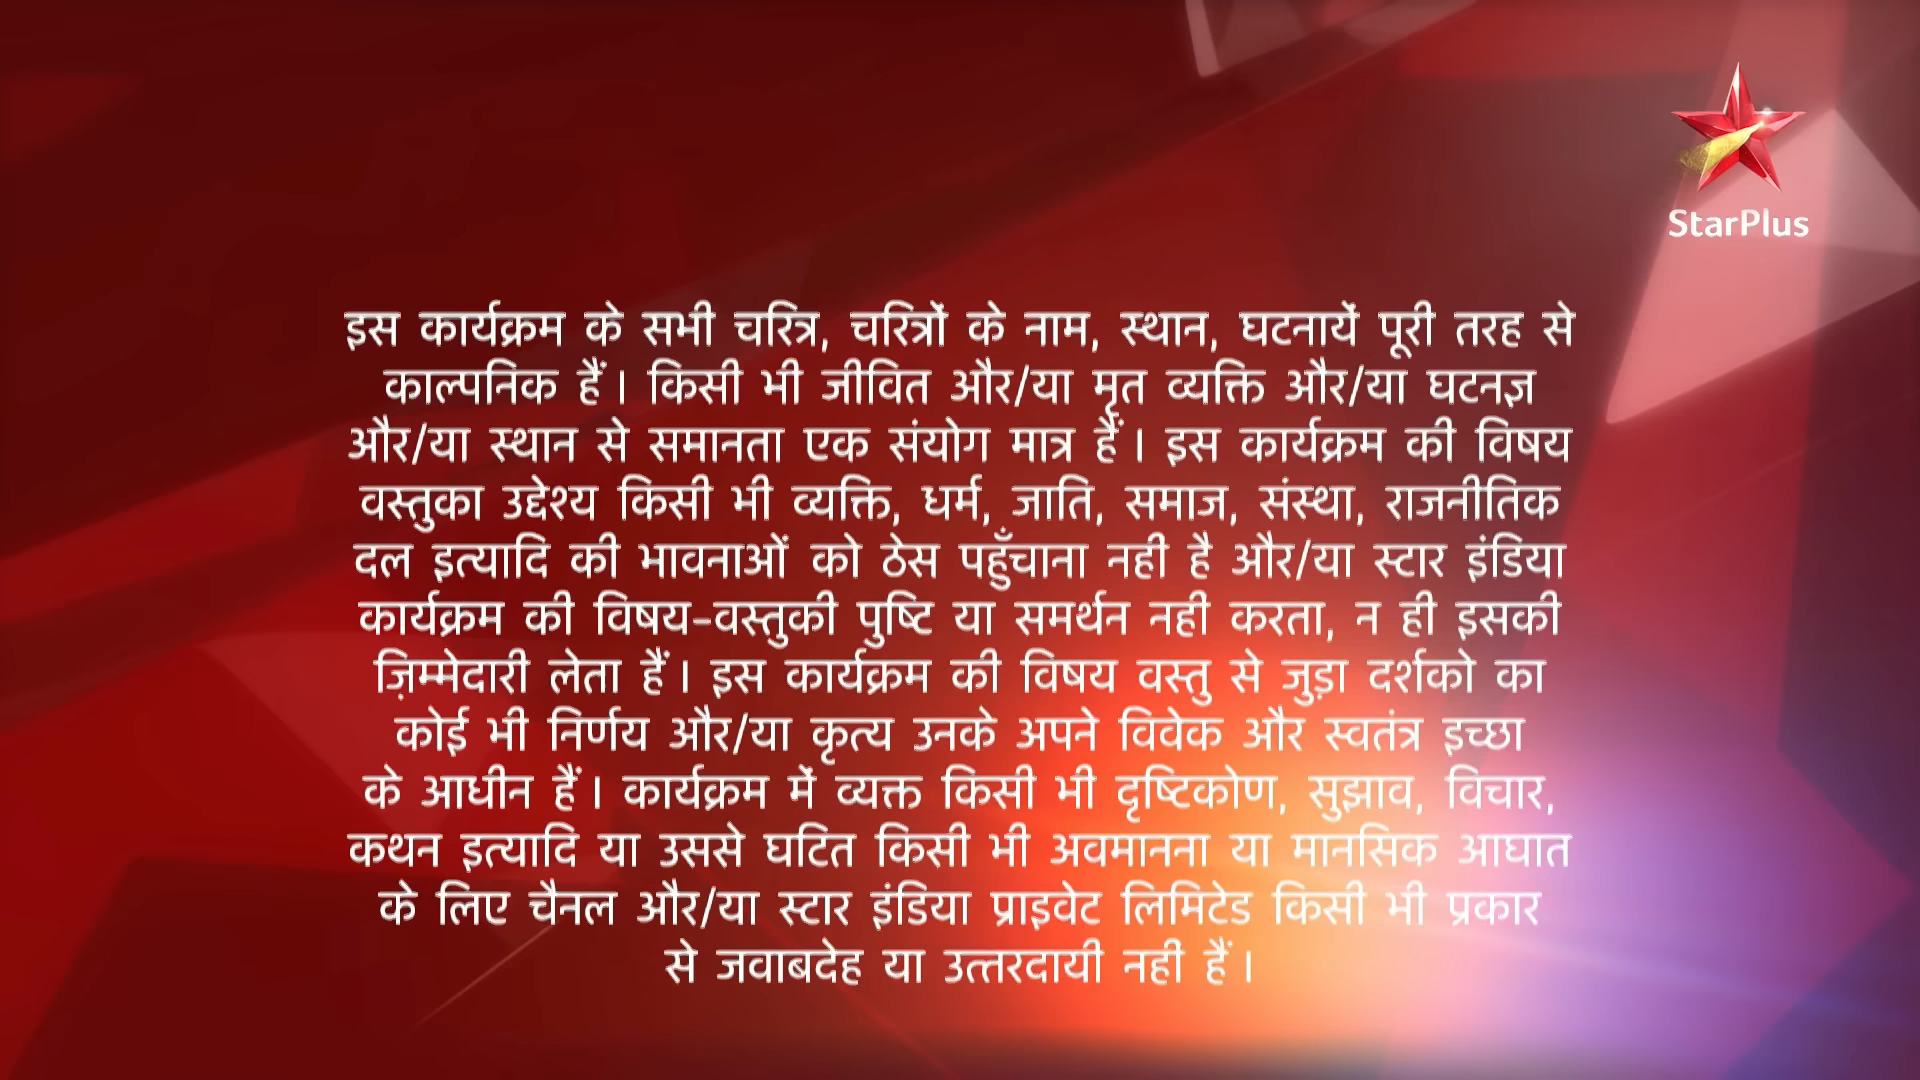 StarPlus
इस कार्यक्रम के सभी चरित्र, चरित्रों के नाम, स्थान, घटनायें पूरी तरह से
काल्पनिक हैं। किसी भी जीवित और/या मृत व्यक्ति और/या घटनज्ञ
और/या स्थान से समानता एक संयोग मात्र हैं। इस कार्यक्रम की विषय
वस्तुका उद्देश्य किसी भी व्यक्ति, धर्म, जाति, समाज, संस्था, राजनीतिक
दल इत्यादि की भावनाओं को ठेस पहुँचाना नही है और/या स्टार इंडिया
कार्यक्रम की विषय-वस्तुकी पुष्टि या समर्थन नही करता, न ही इसकी
ज़िम्मेदारी लेता हैं। इस कार्यक्रम की विषय वस्तु से जुड़ा दर्शको का
कोई भी निर्णय और/या कृत्य उनके अपने विवेक और स्वतंत्र इच्छा
के आधीन हैं। कार्यक्रम में व्यक्त किसी भी दृष्टिकोण, सुझाव, विचार,
कथन इत्यादि या उससे घटित किसी भी अवमानना या मानसिक आघात
के लिए चैनल और/या स्टार इंडिया प्राइवेट लिमिटेड किसी भी प्रकार
से जवाबदेह या उत्तरदायी नही हैं।